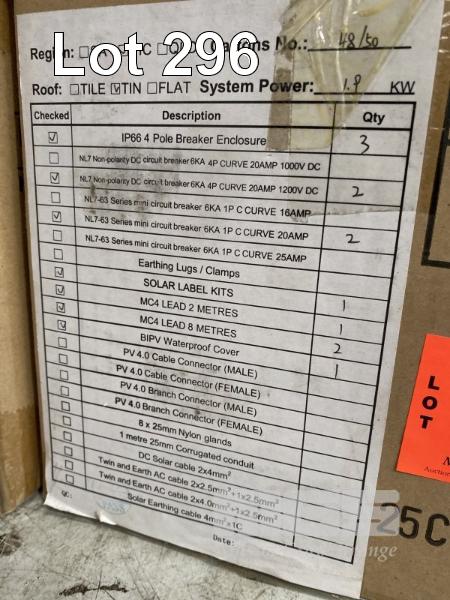 Lot 296
Region: Cartons No.: 48/50
Roof: □TILE ☑TIN □FLAT System Power: 1.9 KW
Checked Description Qty
☑ IP66 4 Pole Breaker Enclosure 3
□ NL7 Non-polarity DC circuit breaker 6KA 4P CURVE 20AMP 1000V DC
☑ NL7 Non-polarity DC circuit breaker 6KA 4P CURVE 20AMP 1200V DC 2
□ NL7-63 Series mini circuit breaker 6KA 1P C CURVE 16AMP
☑ NL7-63 Series mini circuit breaker 6KA 1P C CURVE 20AMP 2
□ NL7-63 Series mini circuit breaker 6KA 1P C CURVE 25AMP
□ Earthing Lugs / Clamps
☑ SOLAR LABEL KITS 1
☑ MC4 LEAD 2 METRES 1
☑ MC4 LEAD 8 METRES 2
☑ BIPV Waterproof Cover 1
□ PV 4.0 Cable Connector (MALE)
□ PV 4.0 Cable Connector (FEMALE)
□ PV 4.0 Branch Connector (MALE)
□ PV 4.0 Branch Connector (FEMALE)
□ 8 x 25mm Nylon glands
□ 1 metre 25mm Corrugated conduit
□ DC Solar cable 2x4mm²
□ Twin and Earth AC cable 2x2.5mm²+1x2.5mm²
□ Twin and Earth AC cable 2x4.0mm²+1x2.5mm²
□ Solar Earthing cable 4mm²x1C
QC: Date:
LOT
25C